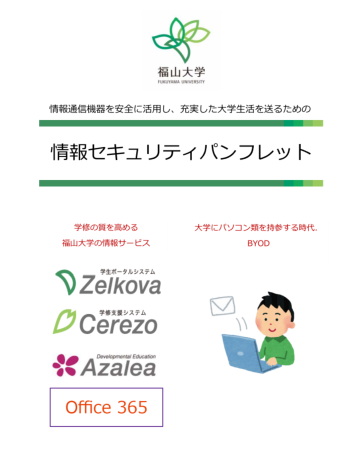 福山大学
FUKUYAMA UNIVERSITY
情報通信機器を安全に活用し、充実した大学生活を送るための
情報セキュリティパンフレット
学修の質を高める
福山大学の情報サービス
学生ポータルシステム
Zelkova
学修支援システム
Cerezo
Developmental Education
Azalea
Office 365
大学にパソコン類を持参する時代。
BYOD